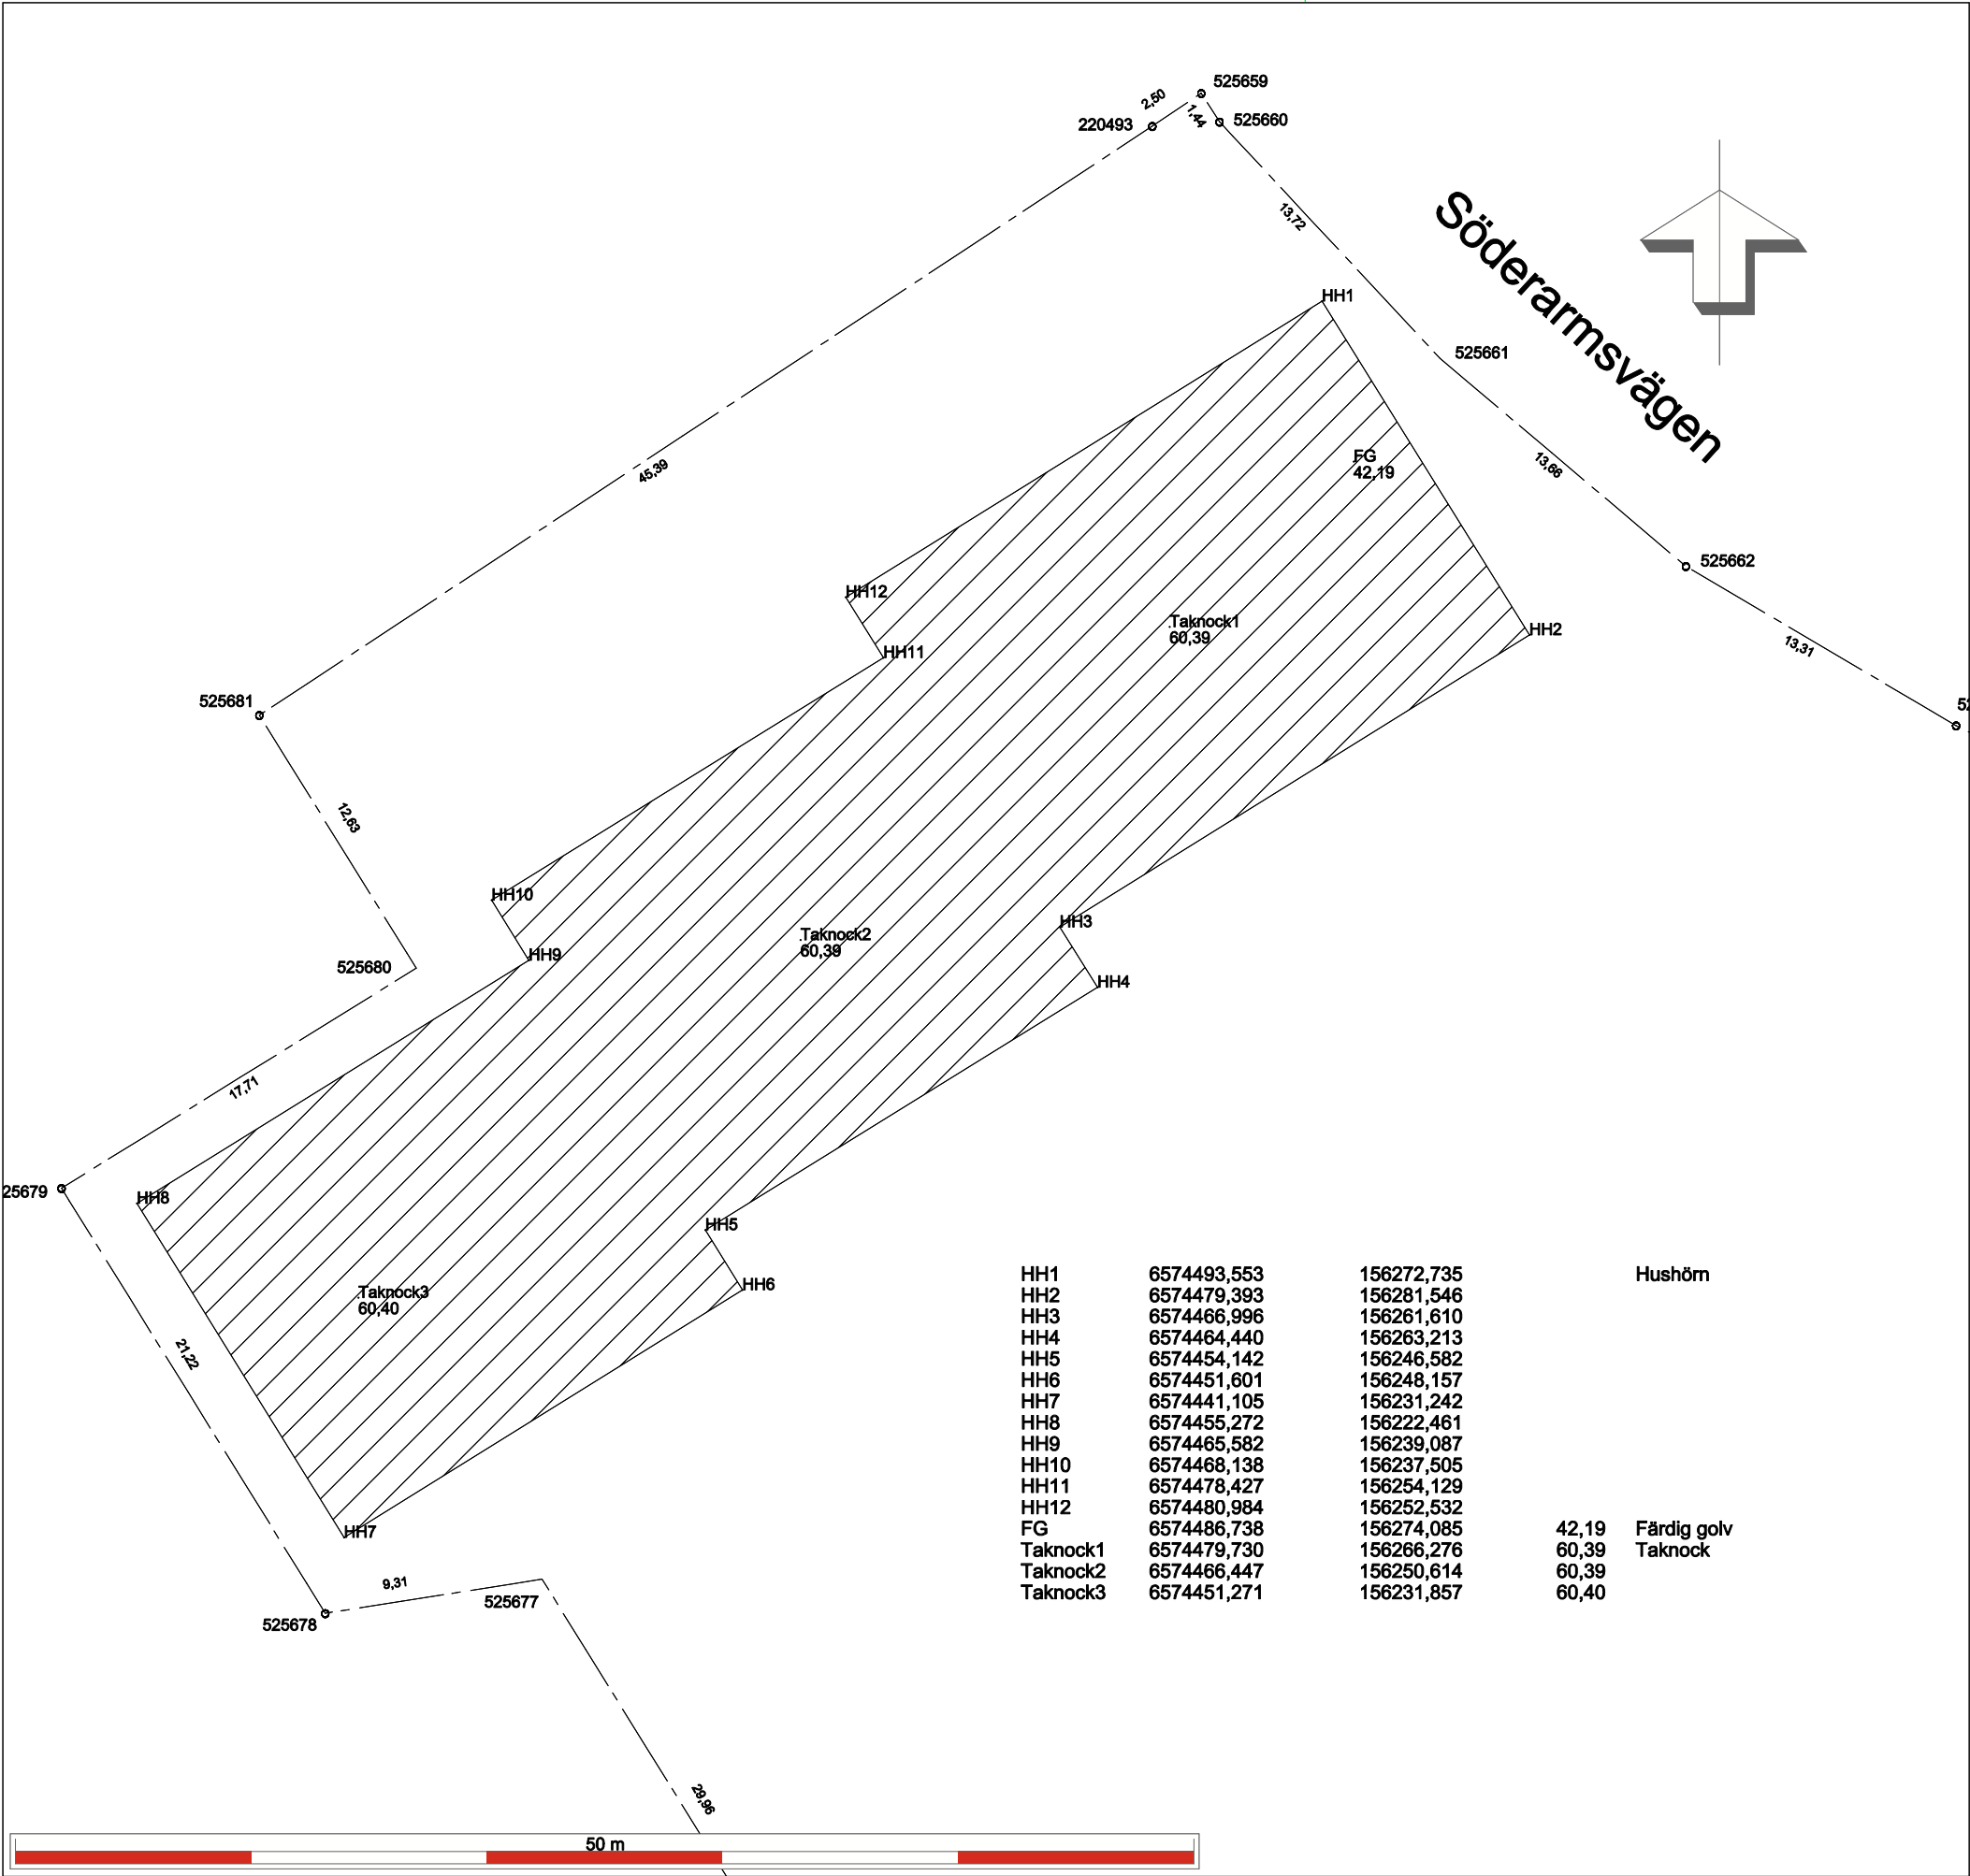 525659
2,50
1,44
220493
525660
13,72
Söderarmsvägen
HH1
525661
FG
42,19
45,39
13,66
525662
HH12
Taknock1
60,39
HH2
13,31
HH11
525681
12,63
HH10
HH3
Taknock2
60,39
HH9
525680
HH4
17,71
25679
HH8
HH5
HH6
Taknock3
60,40
21,22
HH7
9,31
525677
525678
29,96
HH1 6574493,553 156272,735 Hushörn
HH2 6574479,393 156281,546
HH3 6574466,996 156261,610
HH4 6574464,440 156263,213
HH5 6574454,142 156246,582
HH6 6574451,601 156248,157
HH7 6574441,105 156231,242
HH8 6574455,272 156222,461
HH9 6574465,582 156239,087
HH10 6574468,138 156237,505
HH11 6574478,427 156254,129
HH12 6574480,984 156252,532
FG 6574486,738 156274,085 42,19 Färdig golv
Taknock1 6574479,730 156266,276 60,39 Taknock
Taknock2 6574466,447 156250,614 60,39
Taknock3 6574451,271 156231,857 60,40
50 m